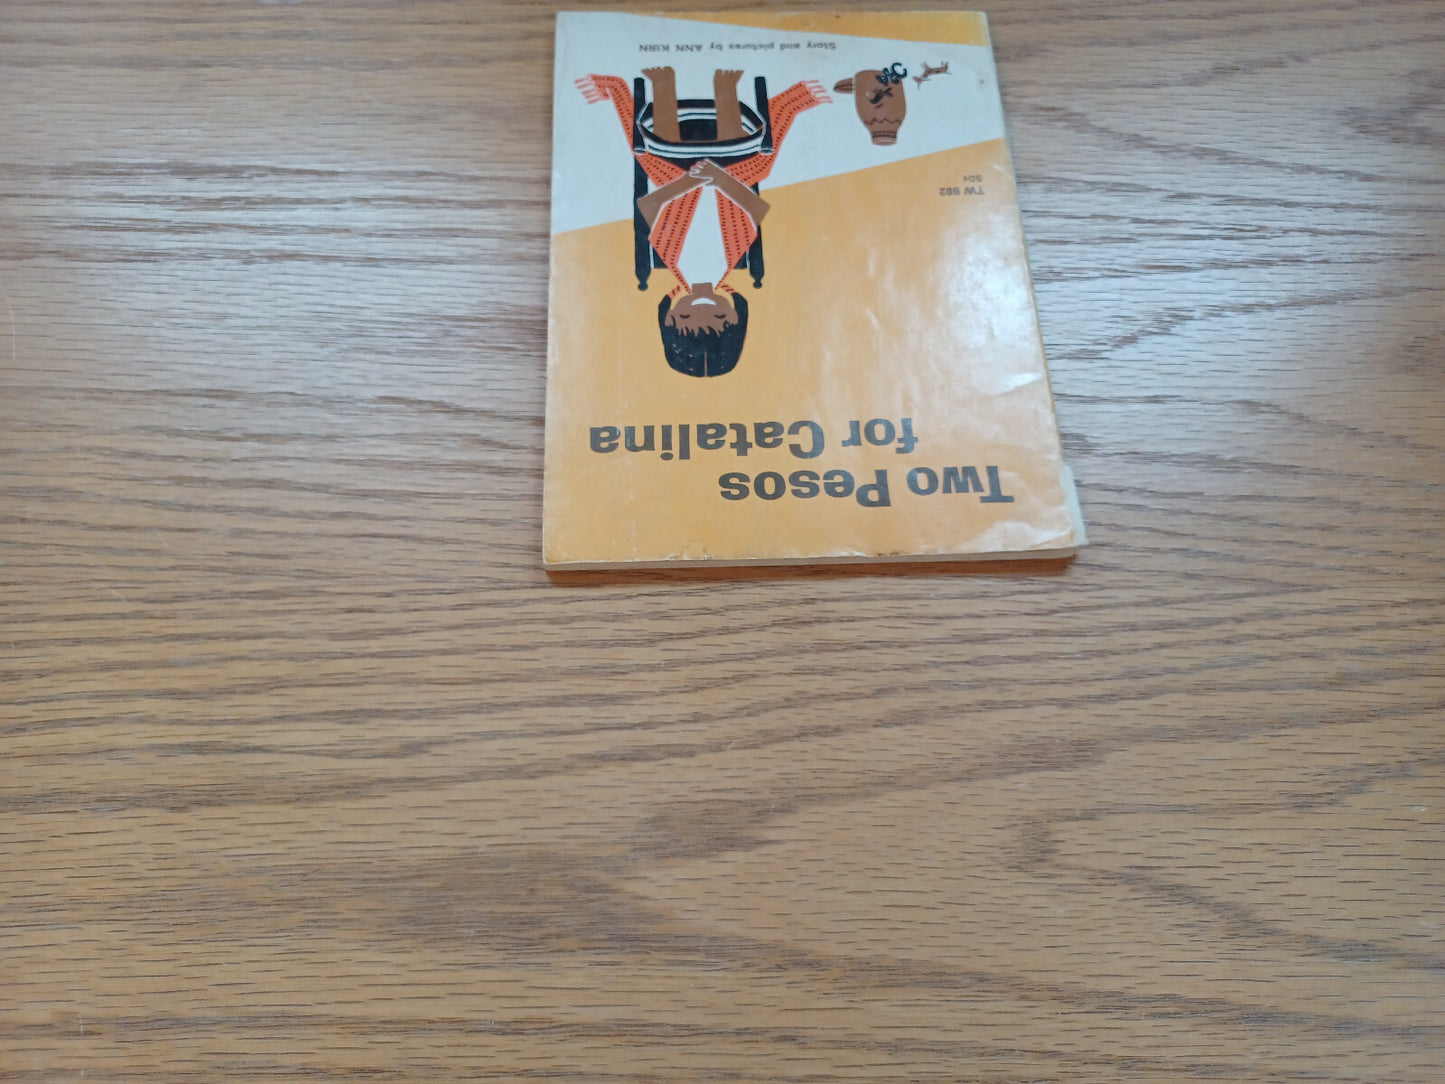 Two Pesos
for Catalina
TW 982
50¢
Story and pictures by ANN KIRN